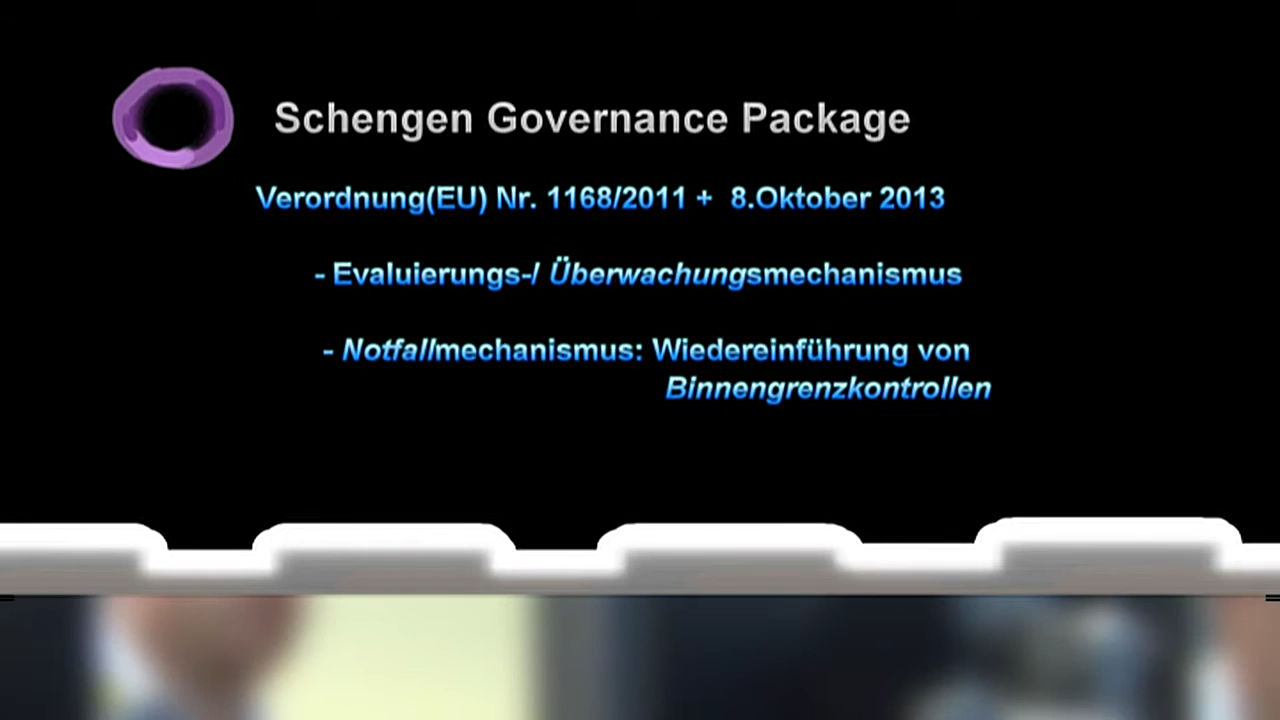 Schengen Governance Package
Verordnung(EU) Nr. 1168/2011 + 8.Oktober 2013
- Evaluierungs-/ Überwachungsmechanismus
- Notfallmechanismus: Wiedereinführung von
Binnengrenzkontrollen